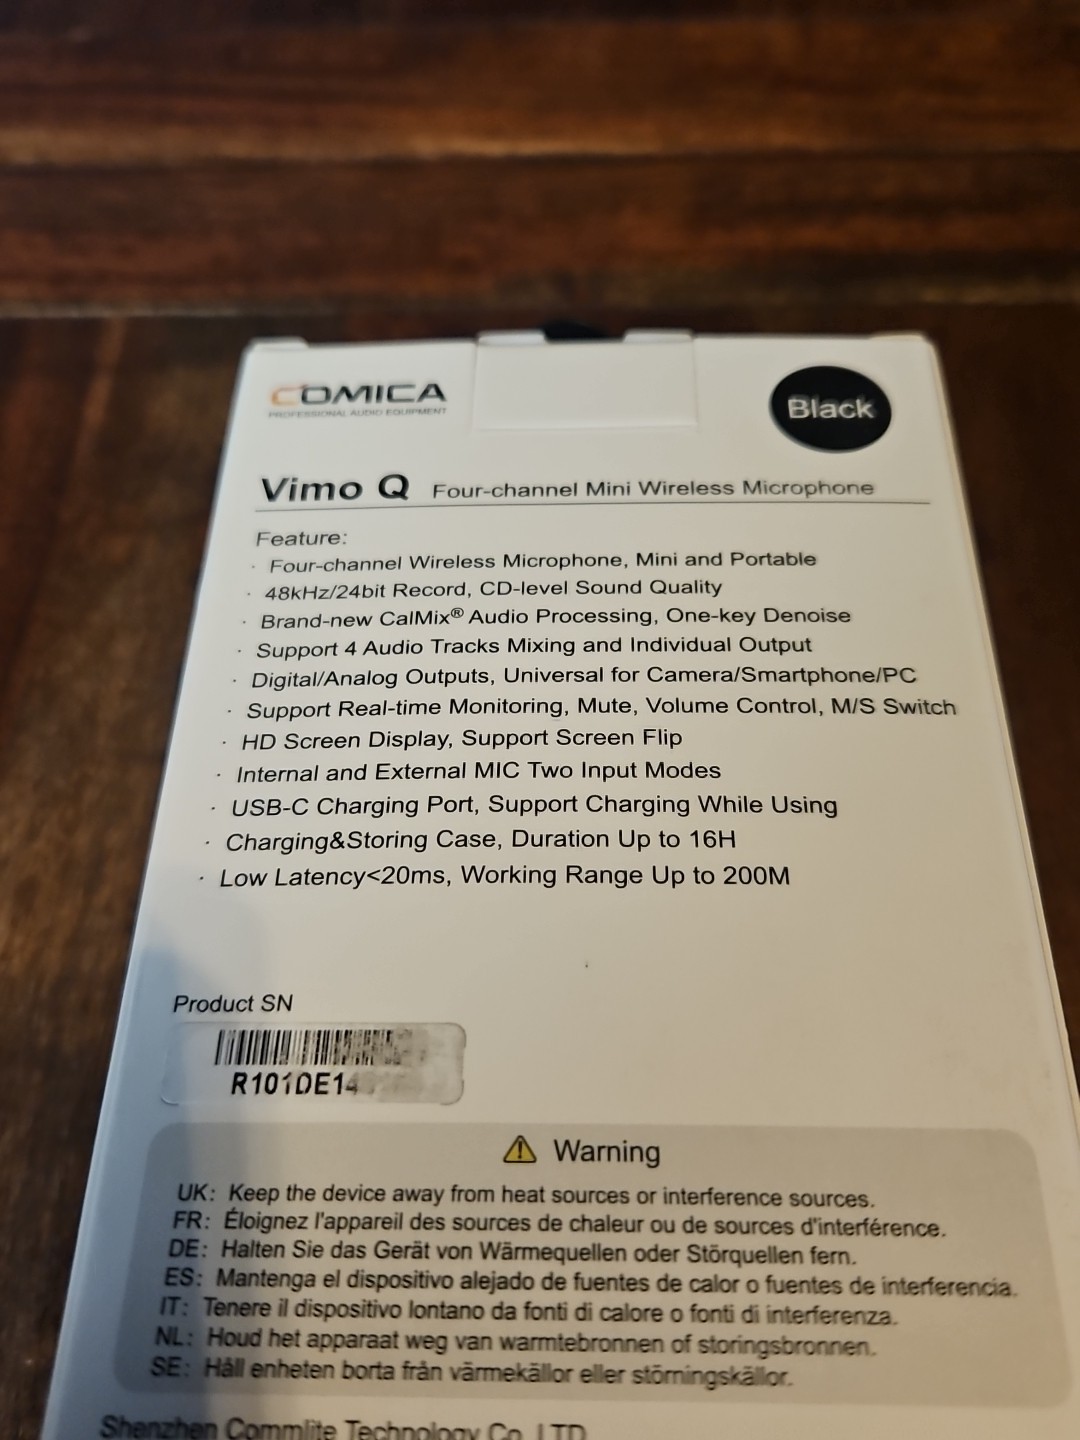 COMICA
PROFESSIONAL AUDIO EQUIPMENT
Black
Vimo Q Four-channel Mini Wireless Microphone
Feature:
· Four-channel Wireless Microphone, Mini and Portable
· 48kHz/24bit Record, CD-level Sound Quality
· Brand-new CalMix® Audio Processing, One-key Denoise
· Support 4 Audio Tracks Mixing and Individual Output
· Digital/Analog Outputs, Universal for Camera/Smartphone/PC
· Support Real-time Monitoring, Mute, Volume Control, M/S Switch
· HD Screen Display, Support Screen Flip
· Internal and External MIC Two Input Modes
· USB-C Charging Port, Support Charging While Using
· Charging&Storing Case, Duration Up to 16H
· Low Latency<20ms, Working Range Up to 200M
Product SN
Warning
UK: Keep the device away from heat sources or interference sources.
FR: Éloignez l'appareil des sources de chaleur ou de sources d'interférence.
DE: Halten Sie das Gerät von Wärmequellen oder Störquellen fern.
ES: Mantenga el dispositivo alejado de fuentes de calor o fuentes de interferencia.
IT: Tenere il dispositivo lontano da fonti di calore o fonti di interferenza.
NL: Houd het apparaat weg van warmtebronnen of storingsbronnen.
SE: Håll enheten borta från värmekällor eller störningskällor.
Shenzhen Commlite Technology Co. LTD